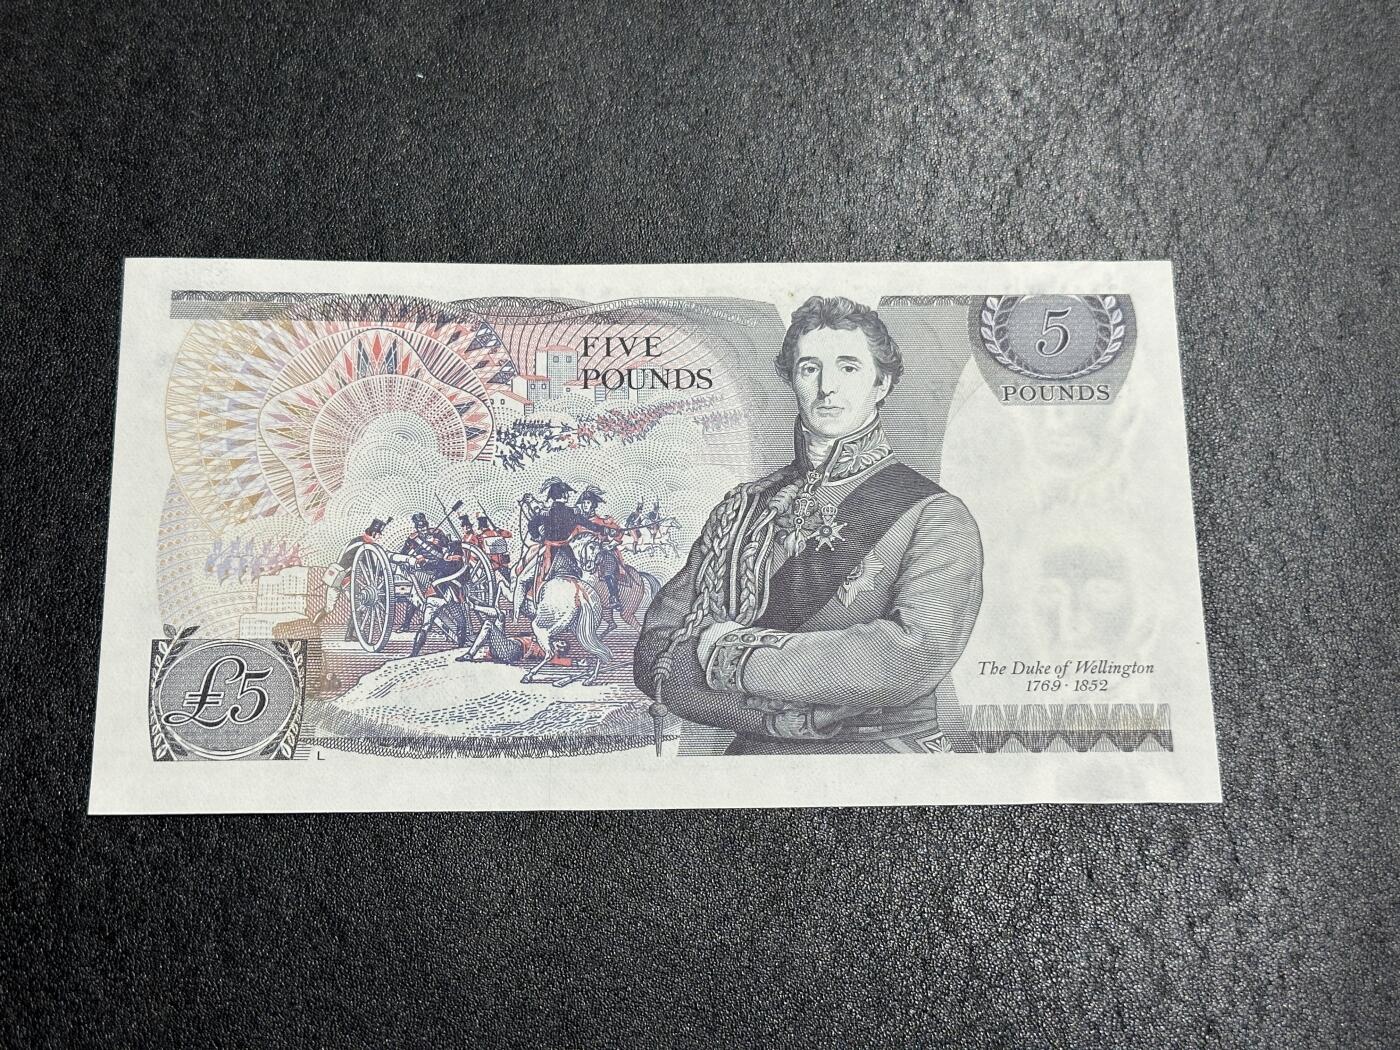 FIVE
POUNDS
5
POUNDS
The Duke of Wellington
1769 · 1852
£5
L